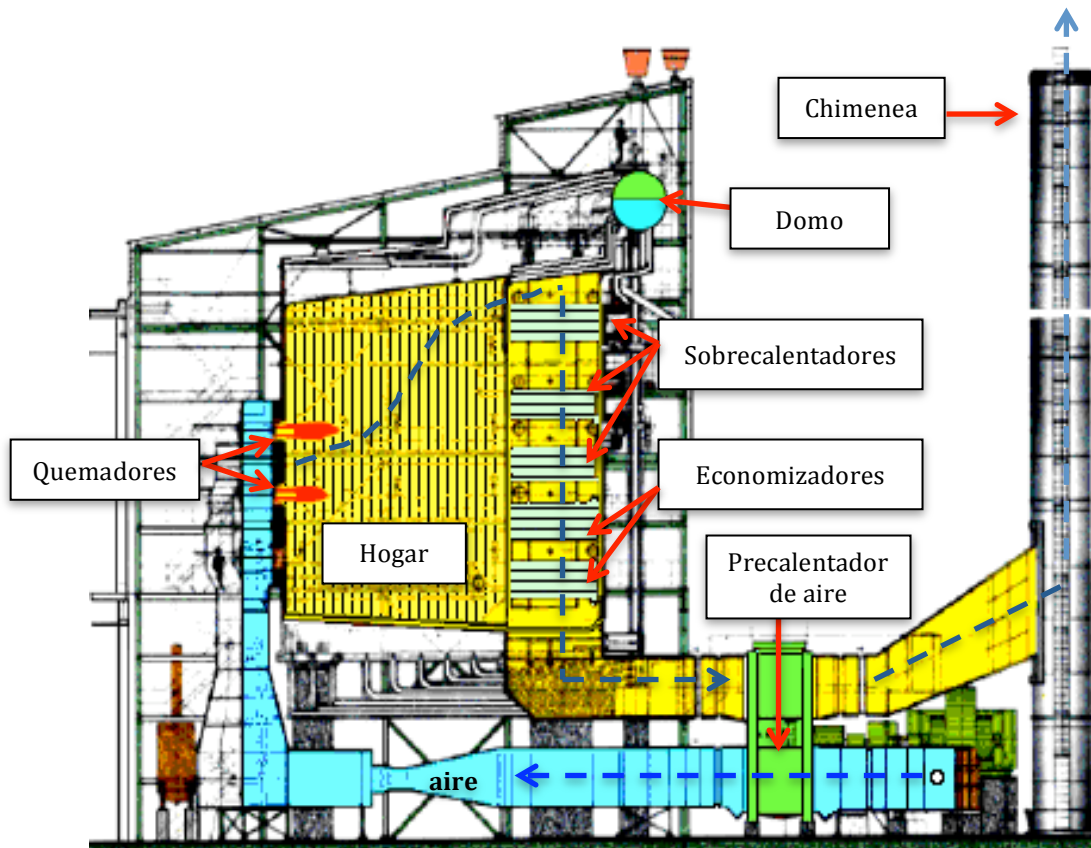 Chimenea
Domo
Sobrecalentadores
Quemadores
Economizadores
Hogar
Precalentador
de aire
aire